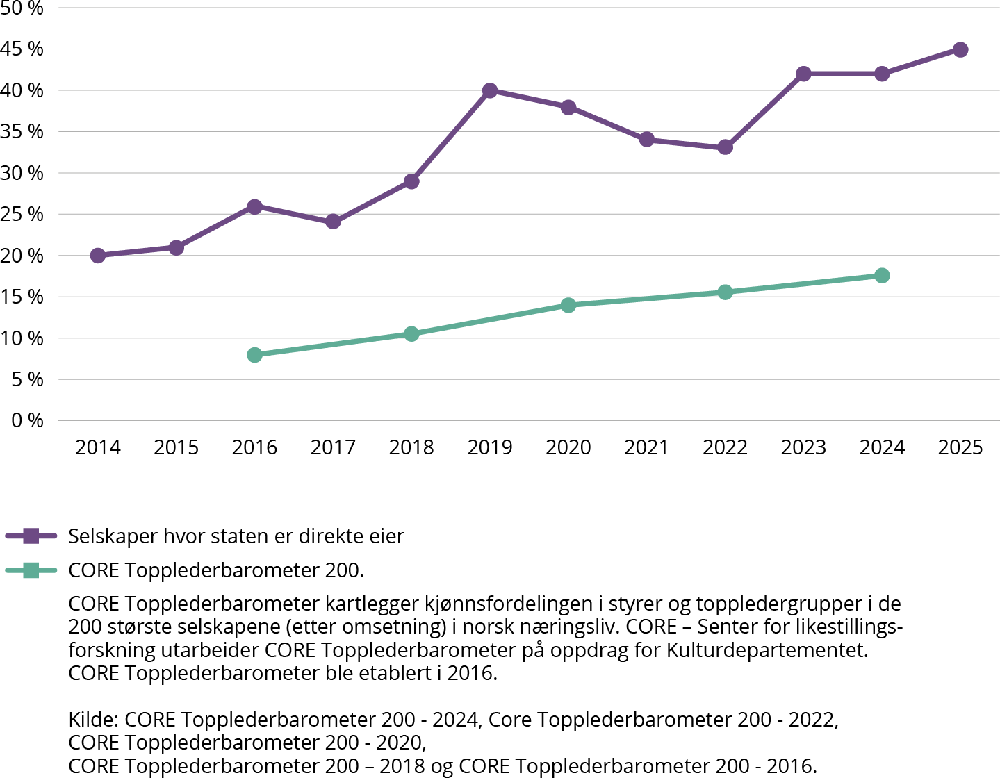 50 %
45 %
40 %
35 %
30 %
25 %
20 %
15 %
10 %
5 %
0 %
2014 2015 2016 2017 2018 2019 2020 2021 2022 2023 2024 2025
Selskaper hvor staten er direkte eier
CORE Topplederbarometer 200.
CORE Topplederbarometer kartlegger kjønnsfordelingen i styrer og toppledergrupper i de
200 største selskapene (etter omsetning) i norsk næringsliv. CORE – Senter for likestillings-
forskning utarbeider CORE Topplederbarometer på oppdrag for Kulturdepartementet.
CORE Topplederbarometer ble etablert i 2016.
Kilde: CORE Topplederbarometer 200 - 2024, Core Topplederbarometer 200 - 2022,
CORE Topplederbarometer 200 - 2020,
CORE Topplederbarometer 200 – 2018 og CORE Topplederbarometer 200 - 2016.